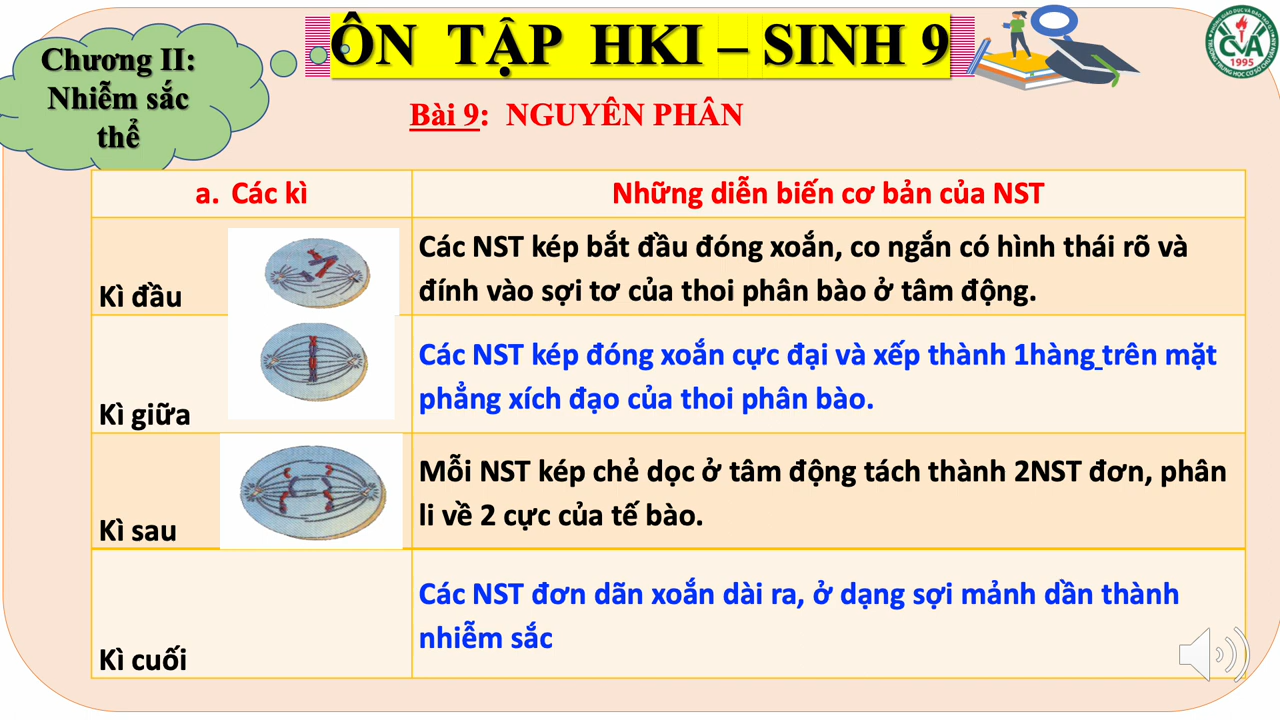 Chương II:
Nhiễm sắc
thể
ÔN TẬP HKI – SINH 9
Bài 9: NGUYÊN PHÂN
a. Các kì
Những diễn biến cơ bản của NST
Kì đầu
Các NST kép bắt đầu đóng xoắn, co ngắn có hình thái rõ và
đính vào sợi tơ của thoi phân bào ở tâm động.
Kì giữa
Các NST kép đóng xoắn cực đại và xếp thành 1hàng trên mặt
phẳng xích đạo của thoi phân bào.
Kì sau
Mỗi NST kép chẻ dọc ở tâm động tách thành 2NST đơn, phân
li về 2 cực của tế bào.
Kì cuối
Các NST đơn dãn xoắn dài ra, ở dạng sợi mảnh dần thành
nhiễm sắc
CVA
1995